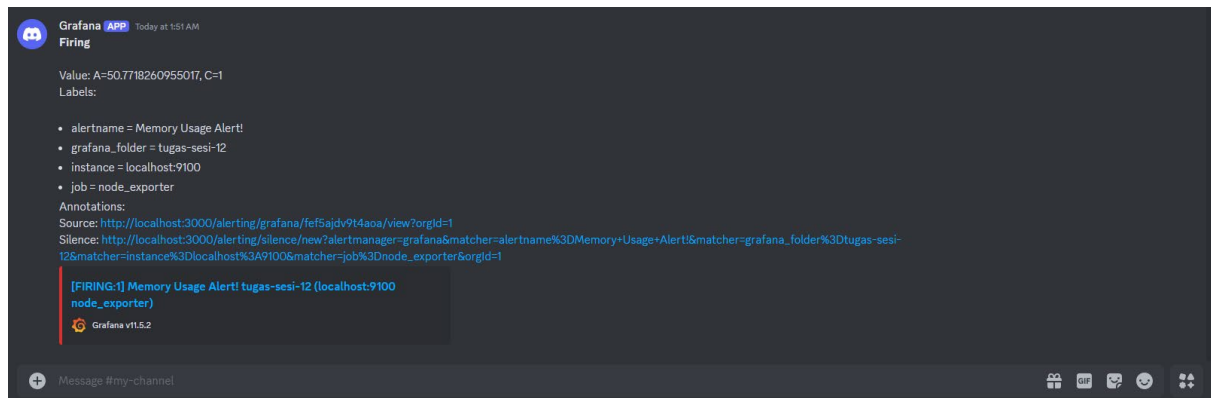 Grafana APP Today at 1:51 AM
Firing
Value: A=50.7718260955017, C=1
Labels:
• alertname = Memory Usage Alert!
• grafana_folder = tugas-sesi-12
• instance = localhost:9100
• job = node_exporter
Annotations:
Source: http://localhost:3000/alerting/grafana/fef5ajdv9t4aoa/view?orgId=1
Silence: http://localhost:3000/alerting/silence/new?alertmanager=grafana&matcher=alertname%3DMemory+Usage+Alert!&matcher=grafana_folder%3Dtugas-sesi-
12&matcher=instance%3Dlocalhost%3A9100&matcher=job%3Dnode_exporter&orgId=1
[FIRING:1] Memory Usage Alert! tugas-sesi-12 (localhost:9100
node_exporter)
Grafana v11.5.2
Message #my-channel
GIF